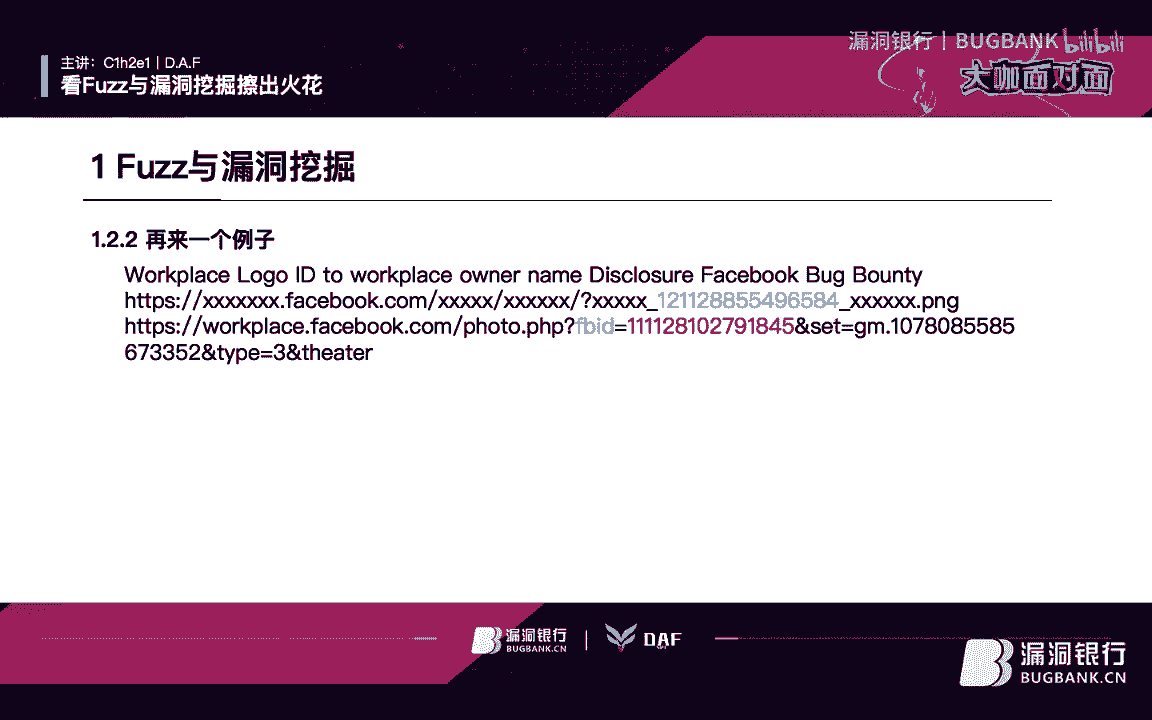 漏洞银行 | BUGBANK bilibili
主讲：C1h2e1 | D.A.F
看Fuzz与漏洞挖掘擦出火花
大咖面对面
1 Fuzz与漏洞挖掘
1.2.2 再来一个例子
Workplace Logo ID to workplace owner name Disclosure Facebook Bug Bounty
https://xxxxxxx.facebook.com/xxxxx/xxxxxx/?xxxxx_121128855496584_xxxxxx.png
https://workplace.facebook.com/photo.php?fbid=111128102791845&set=gm.1078085585
673352&type=3&theater
漏洞银行 BUGBANK.CN | DAF
漏洞银行
BUGBANK.CN